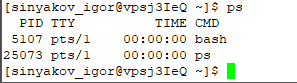 [sinyakov_igor@vpsj3IeQ ~]$ ps
  PID TTY          TIME CMD
 5107 pts/1    00:00:00 bash
25073 pts/1    00:00:00 ps
[sinyakov_igor@vpsj3IeQ ~]$